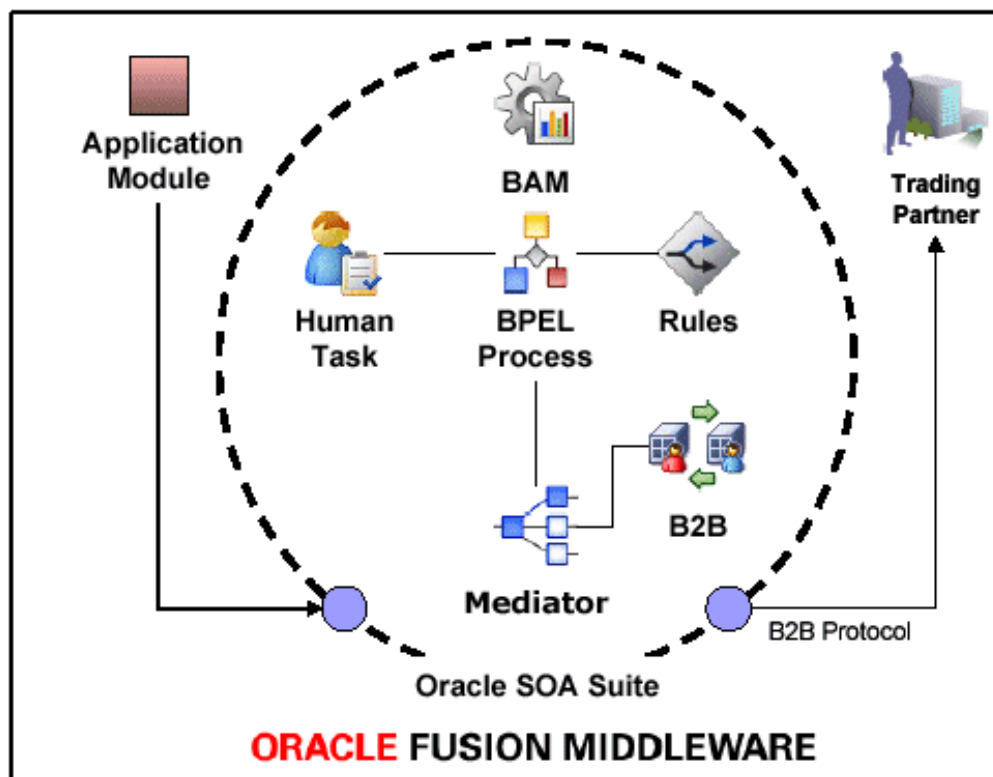 Application
Module
BAM
Trading
Partner
Human
Task
BPEL
Process
Rules
B2B
Mediator
B2B Protocol
Oracle SOA Suite
ORACLE FUSION MIDDLEWARE